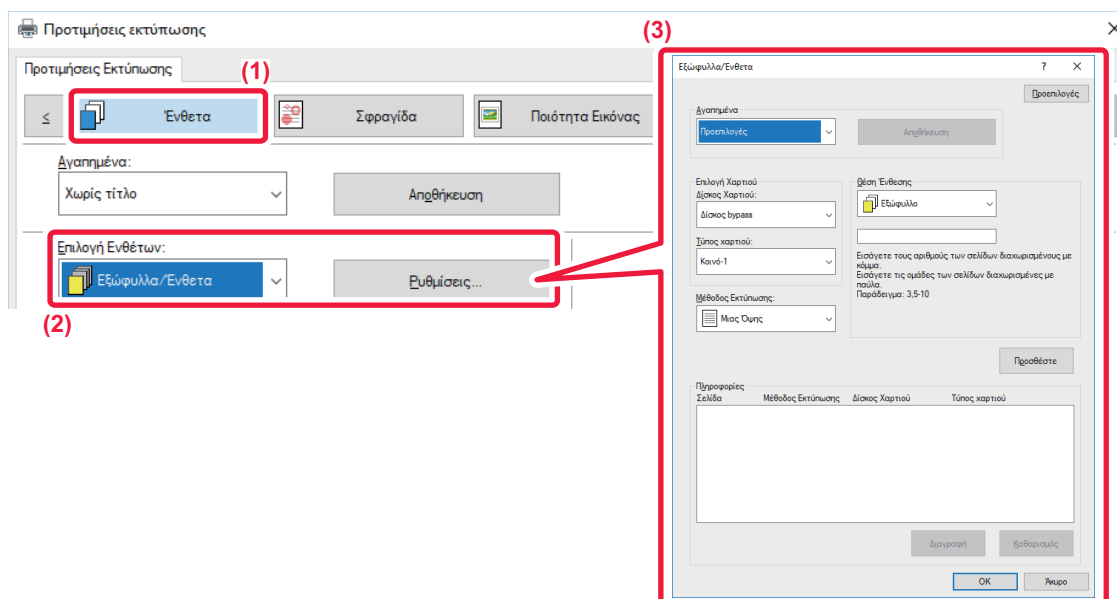 Προτιμήσεις εκτύπωσης
Προτιμήσεις Εκτύπωσης
(1)
≤
Ένθετα
Σφραγίδα
Ποιότητα Εικόνας
Αγαπημένα:
Χωρίς τίτλο
Αποθήκευση
Επιλογή Ενθέτων:
Εξώφυλλα/Ένθετα
Ρυθμίσεις...
(2)
(3)
Εξώφυλλα/Ένθετα
?
Προεπιλογές
Αγαπημένα
Προεπιλογές
Αποθήκευση
Επιλογή Χαρτιού
Δίσκος Χαρτιού:
Δίσκος bypass
Τύπος χαρτιού:
Κοινό-1
Μέθοδος Εκτύπωσης:
Μιας Όψης
Θέση Ένθεσης
Εξώφυλλο
Εισάγετε τους αριθμούς των σελίδων διαχωρισμένους με
κόμμα.
Εισάγετε τις ομάδες των σελίδων διαχωρισμένες με
παύλα.
Παράδειγμα: 3,5-10
Προσθέστε
Πληροφορίες
Σελίδα Μέθοδος Εκτύπωσης Δίσκος Χαρτιού Τύπος χαρτιού
Διαγραφή
Καθαρισμός
OK
Άκυρο